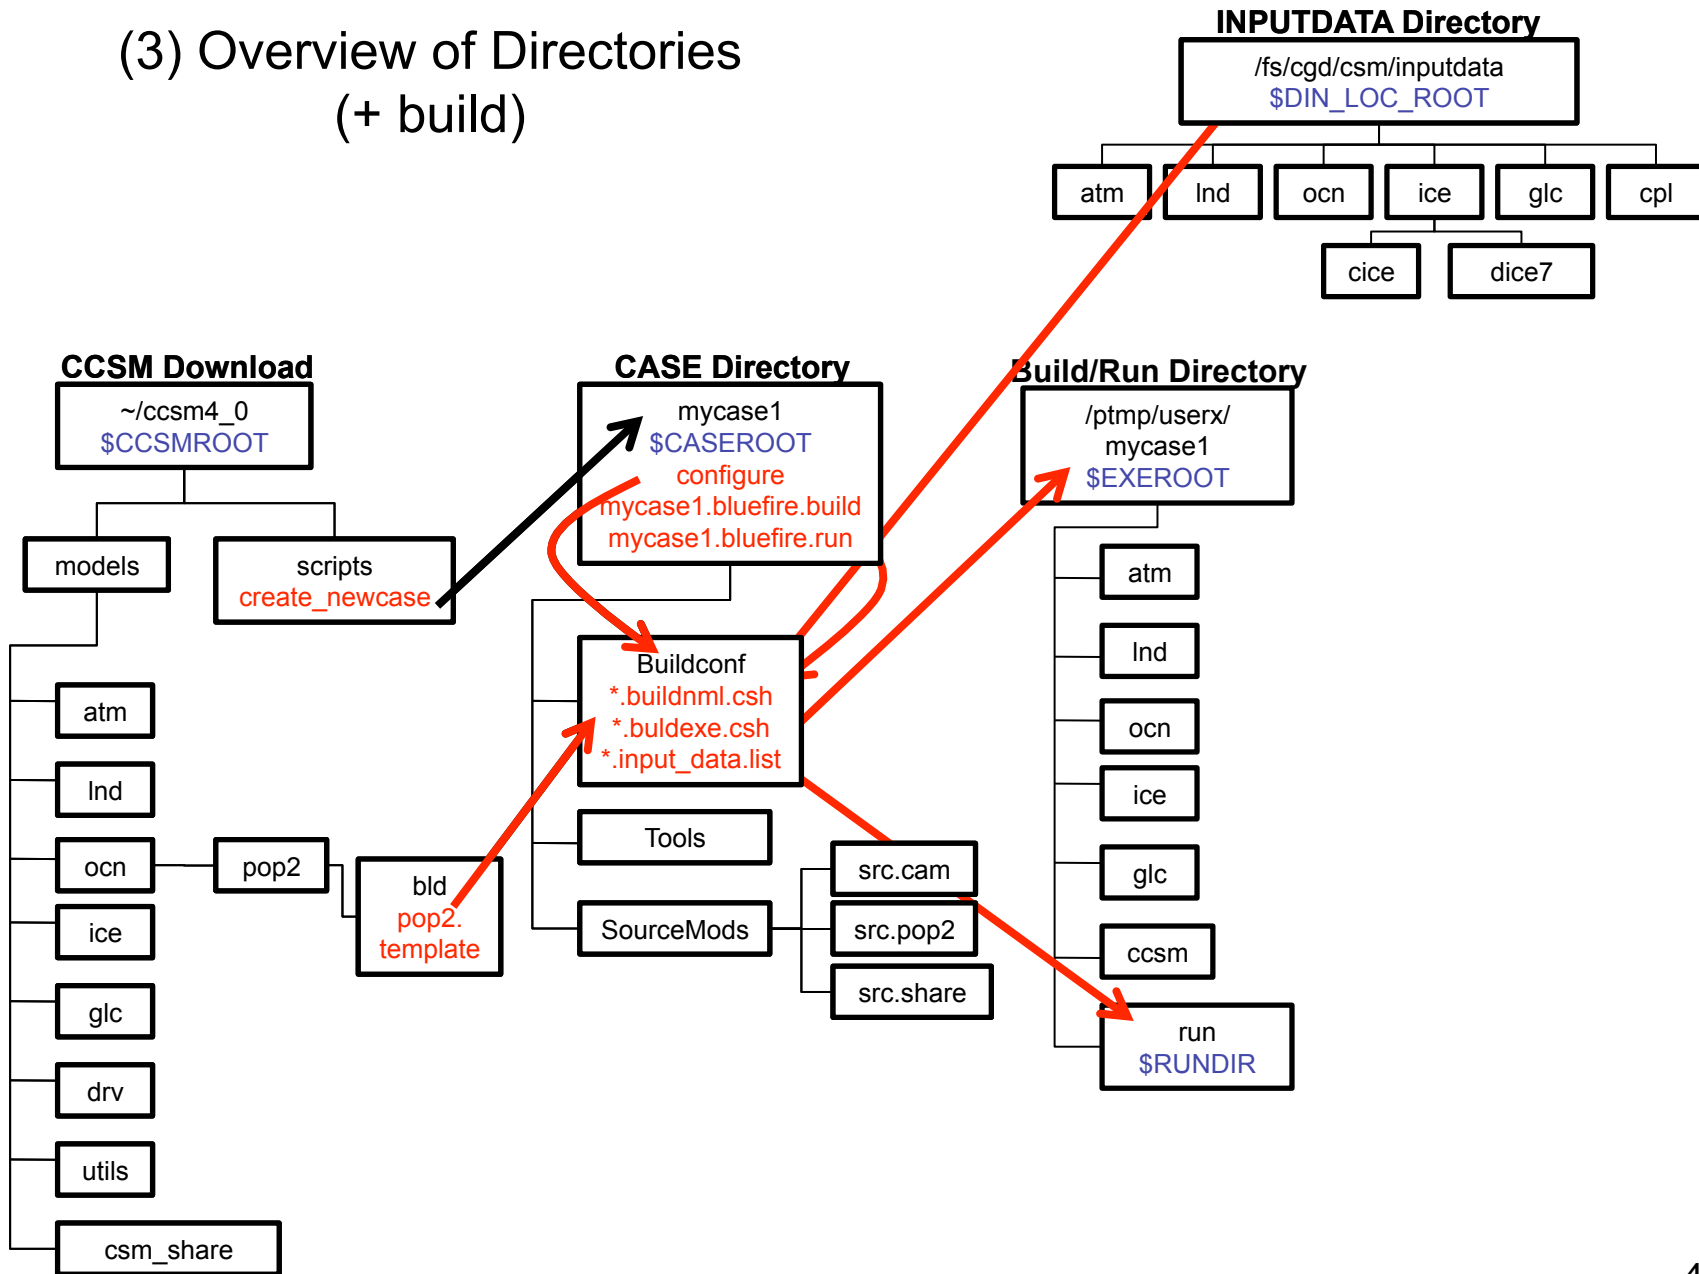 (3) Overview of Directories
(+ build)
INPUTDATA Directory
/fs/cgd/csm/inputdata
$DIN_LOC_ROOT
atm
lnd
ocn
ice
glc
cpl
cice
dice7
CCSM Download
~/ccsm4_0
$CCSMROOT
models
scripts
create_newcase
atm
lnd
ocn
ice
glc
drv
utils
csm_share
pop2
bld
pop2.
template
CASE Directory
mycase1
$CASEROOT
configure
mycase1.bluefire.build
mycase1.bluefire.run
Buildconf
*.buildnml.csh
*.buldexe.csh
*.input_data.list
Tools
SourceMods
src.cam
src.pop2
src.share
Build/Run Directory
/ptmp/userx/
mycase1
$EXEROOT
atm
lnd
ocn
ice
glc
ccsm
run
$RUNDIR